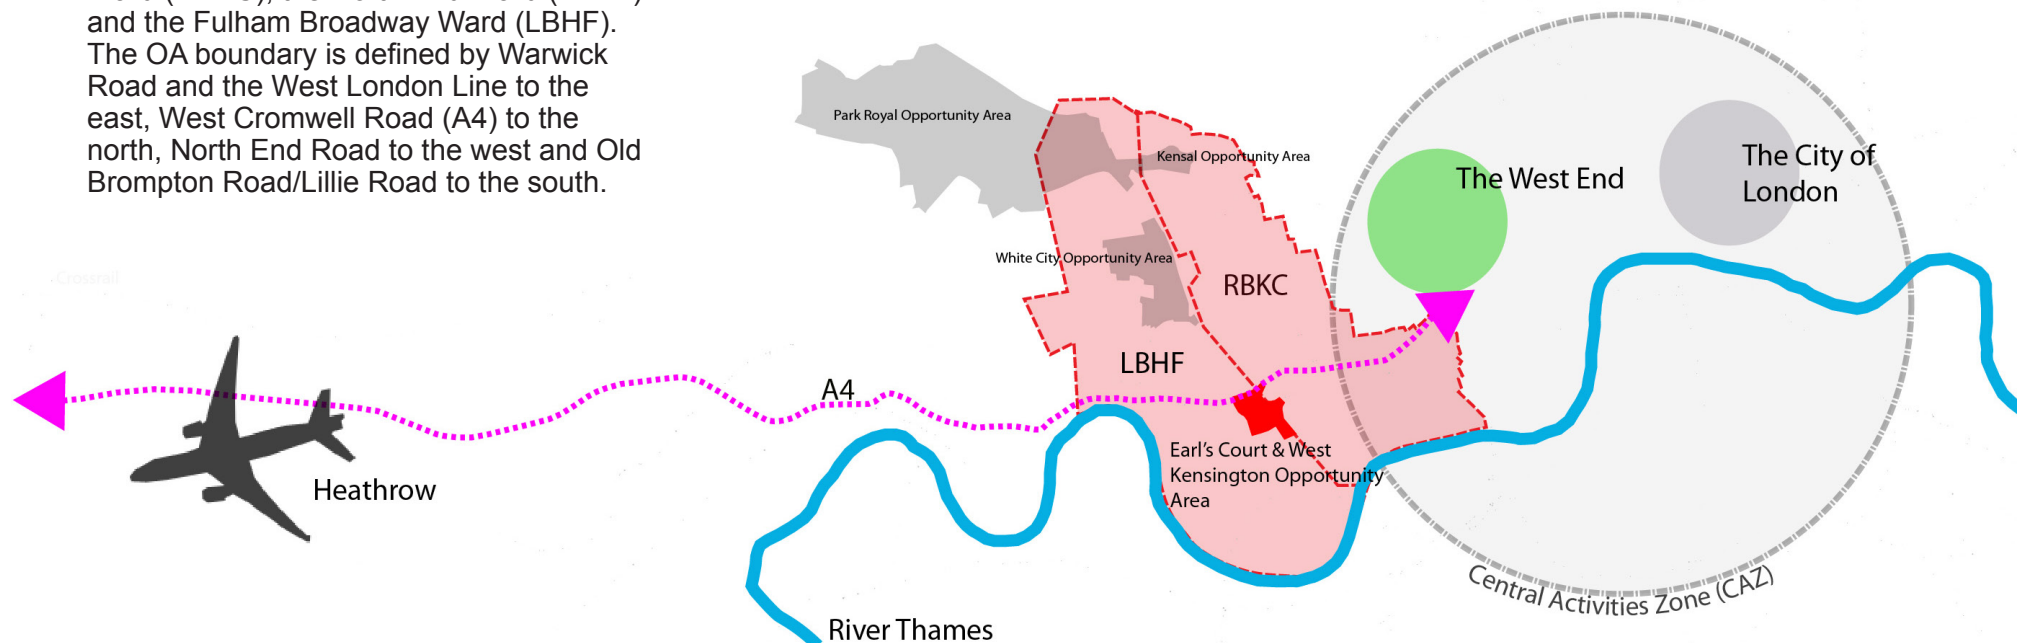 and the Fulham Broadway Ward (LBHF).
The OA boundary is defined by Warwick
Road and the West London Line to the
east, West Cromwell Road (A4) to the
north, North End Road to the west and Old
Brompton Road/Lillie Road to the south.
Park Royal Opportunity Area
Kensal Opportunity Area
The West End
The City of
London
White City Opportunity Area
Crossrail
RBKC
LBHF
A4
Earl's Court & West
Kensington Opportunity
Area
Heathrow
Central Activities Zone (CAZ)
River Thames